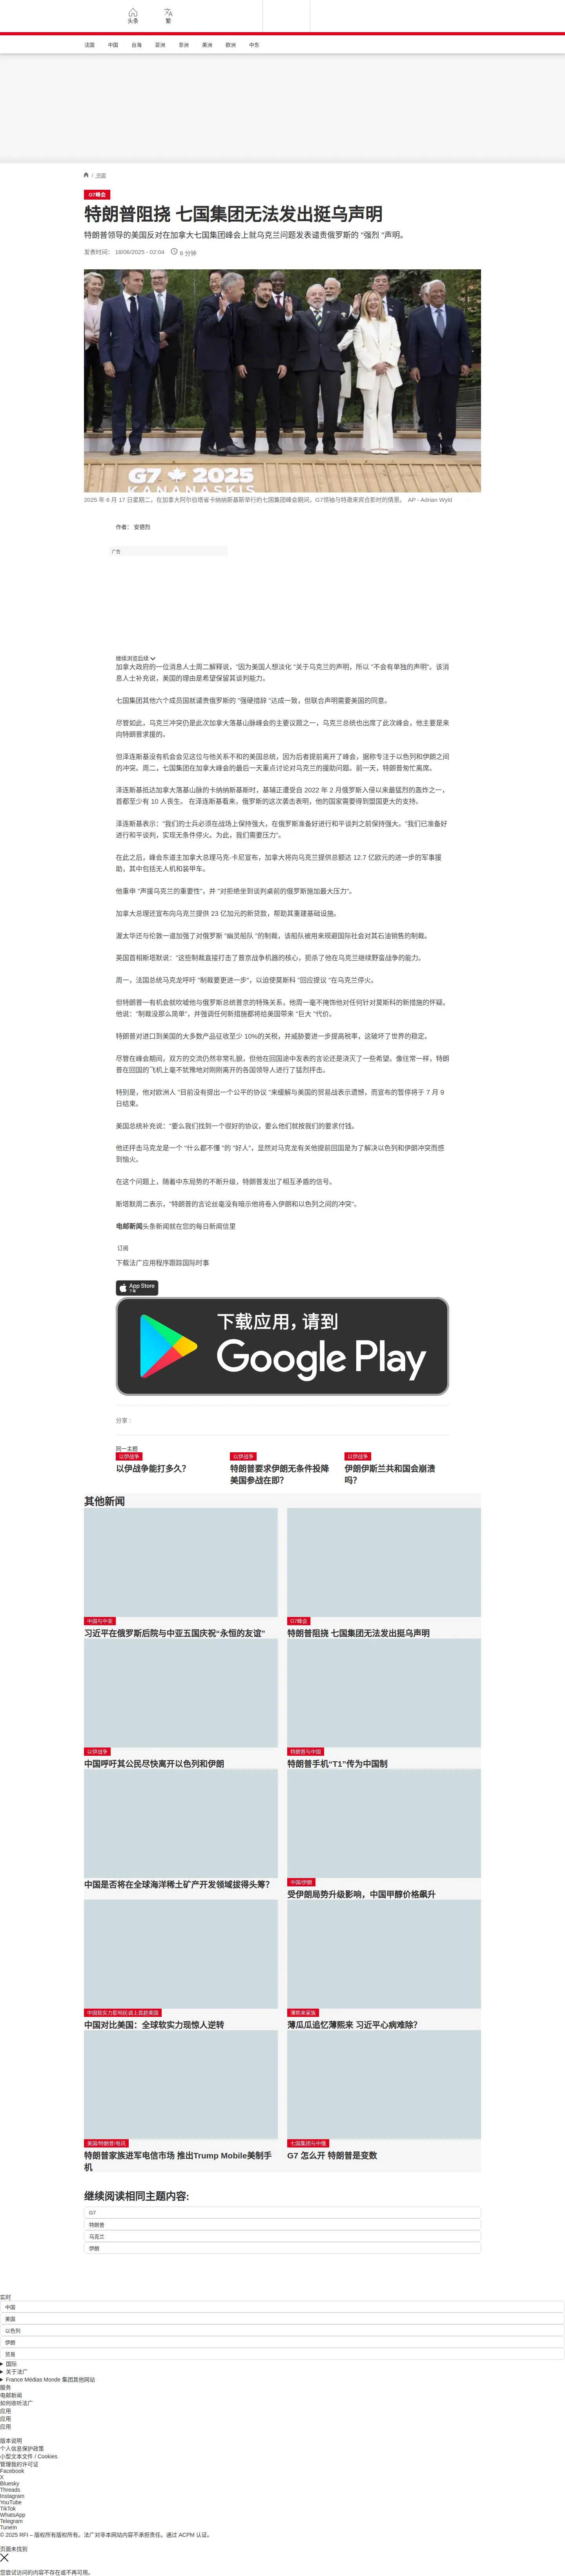 头条
繁
法国 中国 台海 亚洲 非洲 美洲 欧洲 中东
/ 中国
G7峰会
特朗普阻挠 七国集团无法发出挺乌声明
特朗普领导的美国反对在加拿大七国集团峰会上就乌克兰问题发表谴责俄罗斯的 "强烈 "声明。
发表时间: 18/06/2025 - 02:04 8 分钟
G7 2025
KANANASKIS
2025 年 6 月 17 日星期二，在加拿大阿尔伯塔省卡纳纳斯基斯举行的七国集团峰会期间，G7领袖与特邀来宾合影时的情景。 AP - Adrian Wyld
作者： 安德烈
广告
继续浏览后续
加拿大政府的一位消息人士周二解释说，"因为美国人想淡化 "关于乌克兰的声明，所以 "不会有单独的声明"。该消
息人士补充说，美国的理由是希望保留其谈判能力。
七国集团其他六个成员国就谴责俄罗斯的 "强硬措辞 "达成一致，但联合声明需要美国的同意。
尽管如此，乌克兰冲突仍是此次加拿大落基山脉峰会的主要议题之一，乌克兰总统也出席了此次峰会，他主要是来
向特朗普求援的。
但泽连斯基没有机会会见这位与他关系不和的美国总统，因为后者提前离开了峰会，据称专注于以色列和伊朗之间
的冲突。周二，七国集团在加拿大峰会的最后一天重点讨论对乌克兰的援助问题。前一天，特朗普匆忙离席。
泽连斯基抵达加拿大落基山脉的卡纳纳斯基斯时，基辅正遭受自 2022 年 2 月俄罗斯入侵以来最猛烈的轰炸之一，
首都至少有 10 人丧生。 在泽连斯基看来，俄罗斯的这次袭击表明，他的国家需要得到盟国更大的支持。
泽连斯基表示："我们的士兵必须在战场上保持强大，在俄罗斯准备好进行和平谈判之前保持强大。"我们已准备好
进行和平谈判，实现无条件停火。为此，我们需要压力"。
在此之后，峰会东道主加拿大总理马克-卡尼宣布，加拿大将向乌克兰提供总额达 12.7 亿欧元的进一步的军事援
助，其中包括无人机和装甲车。
他重申 "声援乌克兰的重要性"，并 "对拒绝坐到谈判桌前的俄罗斯施加最大压力"。
加拿大总理还宣布向乌克兰提供 23 亿加元的新贷款，帮助其重建基础设施。
渥太华还与伦敦一道加强了对俄罗斯 "幽灵船队 "的制裁，该船队被用来规避国际社会对其石油销售的制裁。
英国首相斯塔默说："这些制裁直接打击了普京战争机器的核心，扼杀了他在乌克兰继续野蛮战争的能力。
周一，法国总统马克龙呼吁 "制裁要更进一步"，以迫使莫斯科 "回应提议 "在乌克兰停火。
但特朗普一有机会就吹嘘他与俄罗斯总统普京的特殊关系，他周一毫不掩饰他对任何针对莫斯科的新措施的怀疑。
他说："制裁没那么简单"，并强调任何新措施都将给美国带来 "巨大 "代价。
特朗普对进口到美国的大多数产品征收至少 10%的关税，并威胁要进一步提高税率，这破坏了世界的稳定。
尽管在峰会期间，双方的交流仍然非常礼貌，但他在回国途中发表的言论还是浇灭了一些希望。像往常一样，特朗
普在回国的飞机上毫不犹豫地对刚刚离开的各国领导人进行了猛烈抨击。
特别是，他对欧洲人 "目前没有提出一个公平的协议 "来缓解与美国的贸易战表示遗憾，而宣布的暂停将于 7 月 9
日结束。
美国总统补充说："要么我们找到一个很好的协议，要么他们就按我们的要求付钱。
他还抨击马克龙是一个 "什么都不懂 "的 "好人"，显然对马克龙有关他提前回国是为了解决以色列和伊朗冲突而感
到恼火。
在这个问题上，随着中东局势的不断升级，特朗普发出了相互矛盾的信号。
斯塔默周二表示，"特朗普的言论丝毫没有暗示他将卷入伊朗和以色列之间的冲突"。
电邮新闻头条新闻就在您的每日新闻信里
订阅
下载法广应用程序跟踪国际时事
App Store
下载
下载应用，请到
Google Play
分享 :
同一主题
以伊战争 以伊战争 以伊战争
以伊战争能打多久？ 特朗普要求伊朗无条件投降 美国参战在即？ 伊朗伊斯兰共和国会崩溃吗？
其他新闻
中国与中亚
习近平在俄罗斯后院与中亚五国庆祝“永恒的友谊”
G7峰会
特朗普阻挠 七国集团无法发出挺乌声明
以伊战争
中国呼吁其公民尽快离开以色列和伊朗
特朗普与中国
特朗普手机“T1”传为中国制
中国是否将在全球海洋稀土矿产开发领域拔得头筹？
中国/伊朗
受伊朗局势升级影响，中国甲醇价格飙升
中国软实力影响民调上首超美国
中国对比美国：全球软实力现惊人逆转
薄熙来家族
薄瓜瓜追忆薄熙来 习近平心病难除？
美国/特朗普/电讯
特朗普家族进军电信市场 推出Trump Mobile美制手
机
七国集团与中俄
G7 怎么开 特朗普是变数
继续阅读相同主题内容:
G7
特朗普
乌克兰
伊朗
实时
中国
美国
以色列
伊朗
贸易
国际
关于法广
France Médias Monde 集团其他网站
服务
电邮新闻
如何收听法广
应用
应用
应用
版本说明
个人信息保护政策
小型文本文件 / Cookies
管理我的许可证
Facebook
X
Bluesky
Threads
Instagram
YouTube
TikTok
WhatsApp
Telegram
TuneIn
© 2025 RFI – 版权所有版权所有。法广对非本网站内容不承担责任。通过 ACPM 认证。
页面未找到
您尝试访问的内容不存在或不再可用。